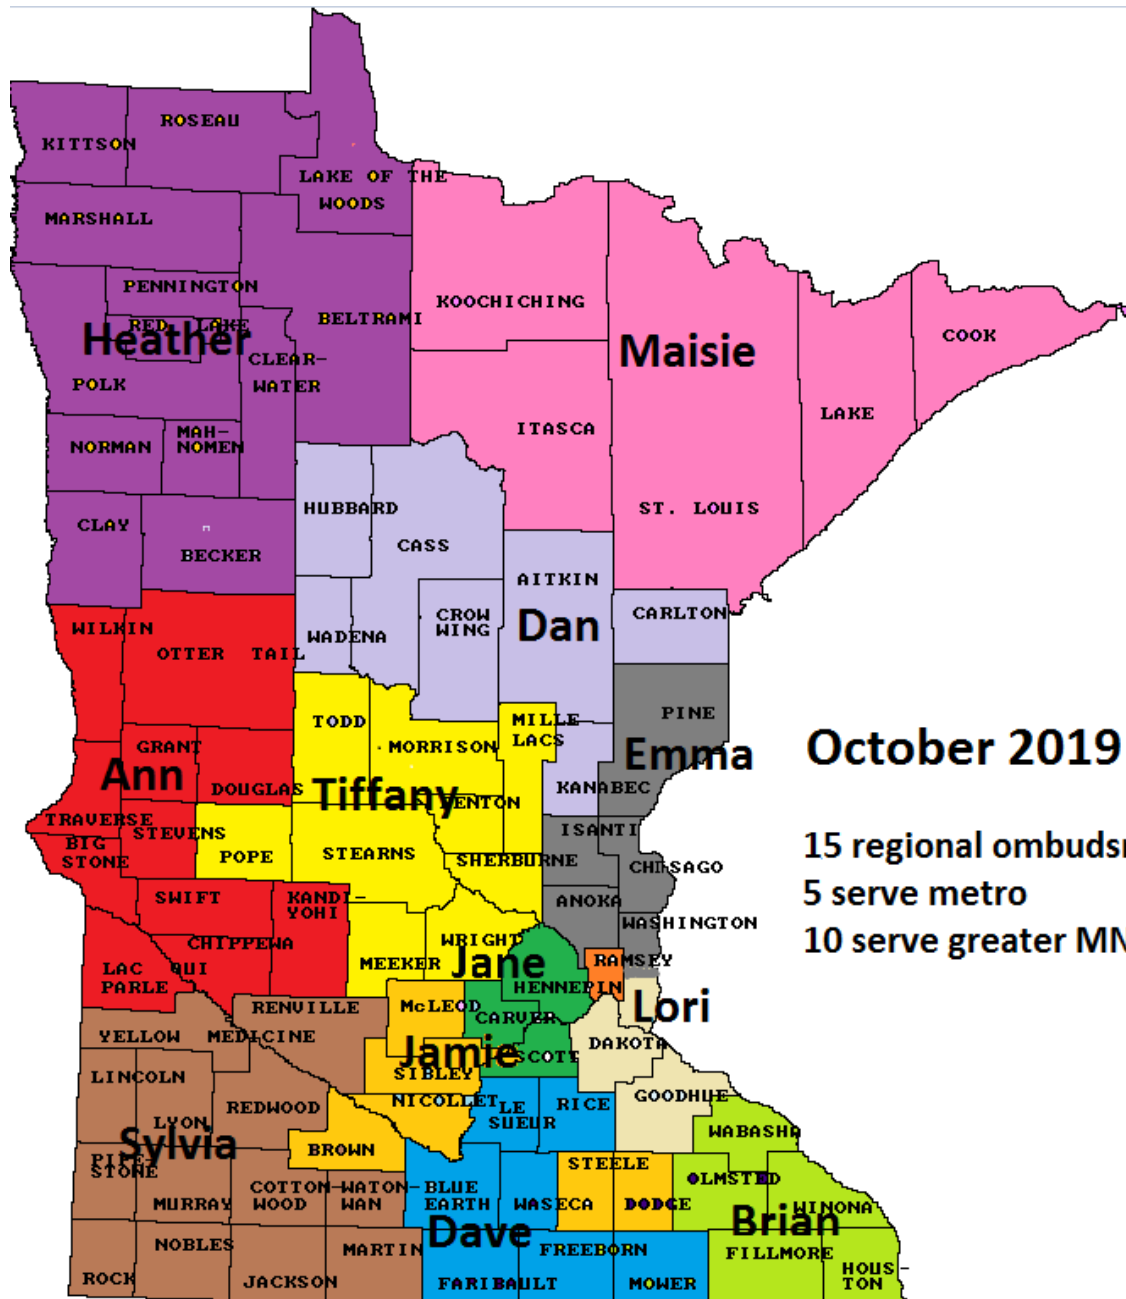 ROSEAU
KITTSON
LAKE OF THE
WOODS
MARSHALL
PENNINGTON
KOOCHICHING
BELTRAMI
RED LAKE
Heather
COOK
Maisie
CLEAR-
WATER
POLK
LAKE
ITASCA
MAH-
NOMEN
NORMAN
HUBBARD
ST. LOUIS
CLAY
CASS
BECKER
AITKIN
CROW
WING
CARLTON
Dan
WILKIN
WADENA
OTTER TAIL
PINE
TODD
MILLE
LACS
MORRISON
GRANT
Emma
October 2019
Ann
DOUGLAS
Tiffany
KANABEC
BENTON
TRAVERSE
STEVENS
ISANTI
BIG
STONE
POPE
STEARNS
SHERBURNE
CHISAGO
15 regional ombudsm
5 serve metro
SWIFT
KANDI-
YOHI
ANOKA
WASHINGTON
CHIPPEWA
WRIGHT
10 serve greater MN
LAC QUI
PARLE
MEEKER
Jane
RAMSEY
HENNEPIN
RENVILLE
McLEOD
CARVER
Lori
YELLOW MEDICINE
DAKOTA
Jamie
SCOTT
LINCOLN
SIBLEY
REDWOOD
NICOLLET
LE
SUEUR
RICE
GOODHUE
LYON
Sylvia
WABASHA
BROWN
PIPE-
STONE
STEELE
OLMSTED
COTTON-
WOOD
WATON-
WAN
BLUE
EARTH
MURRAY
WASECA
DODGE
WINONA
Dave
Brian
NOBLES
MARTIN
FREEBORN
FILLMORE
ROCK
JACKSON
FARIBAULT
MOWER
HOUS-
TON